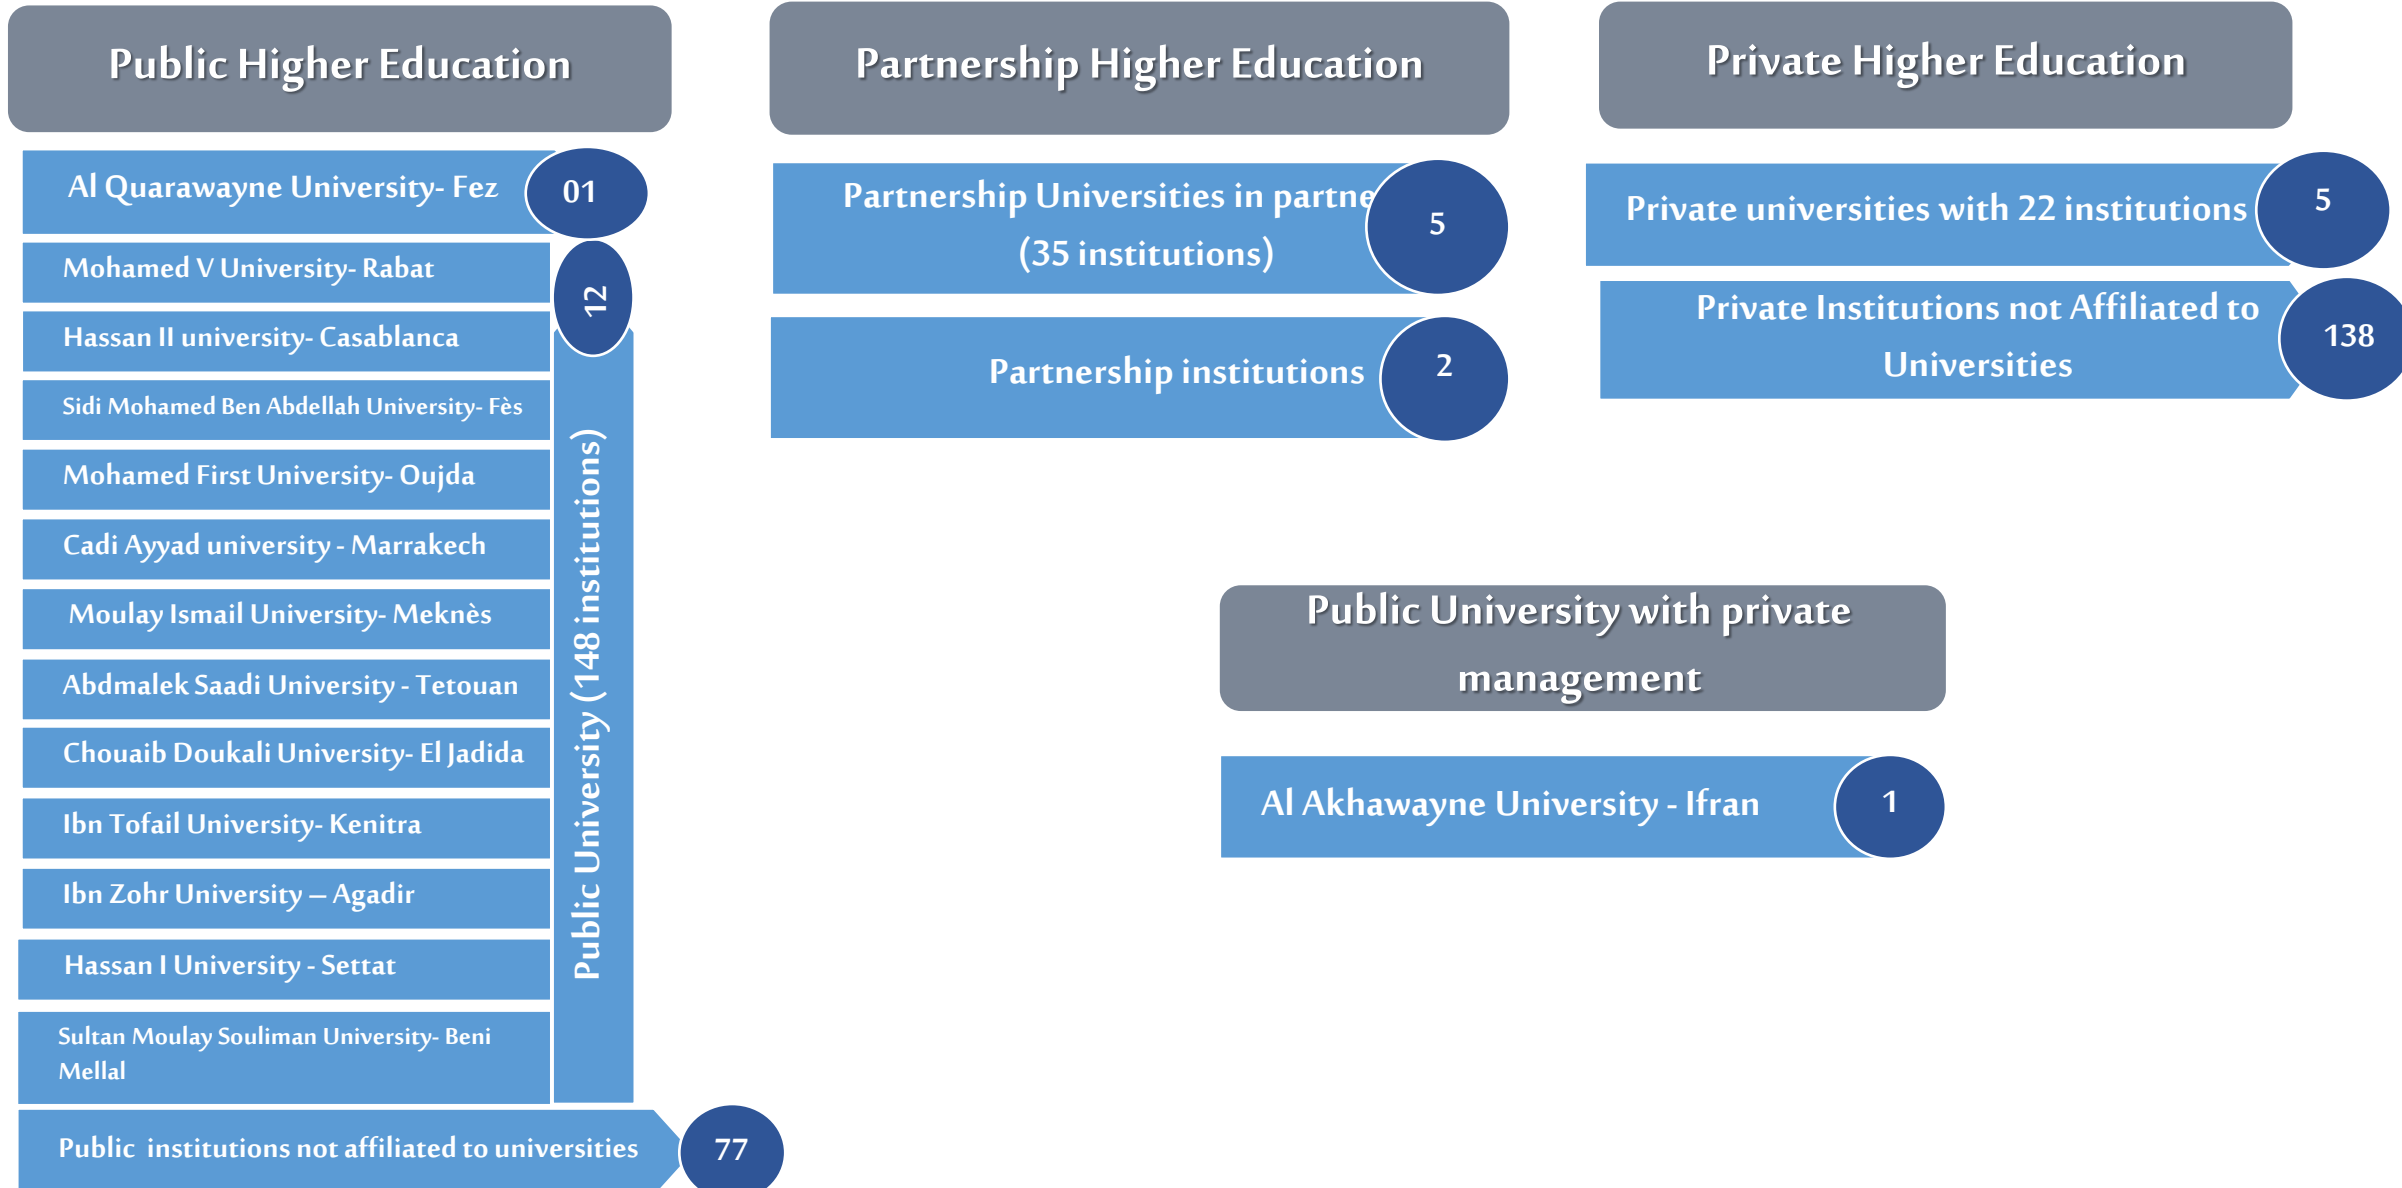 Public Higher Education
Al Quarawayne University- Fez
01
Mohamed V University- Rabat
12
Hassan II university- Casablanca
Sidi Mohamed Ben Abdellah University- Fès
Mohamed First University- Oujda
Cadi Ayyad university - Marrakech
Moulay Ismail University- Meknès
Abdmalek Saadi University - Tetouan
Chouaib Doukali University- El Jadida
Ibn Tofail University- Kenitra
Ibn Zohr University – Agadir
Hassan I University - Settat
Sultan Moulay Souliman University- Beni
Mellal
Public University (148 institutions)
Public institutions not affiliated to universities
77
Partnership Higher Education
Partnership Universities in partne
(35 institutions)
5
Partnership institutions
2
Private Higher Education
Private universities with 22 institutions
5
Private Institutions not Affiliated to
Universities
138
Public University with private
management
Al Akhawayne University - Ifran
1